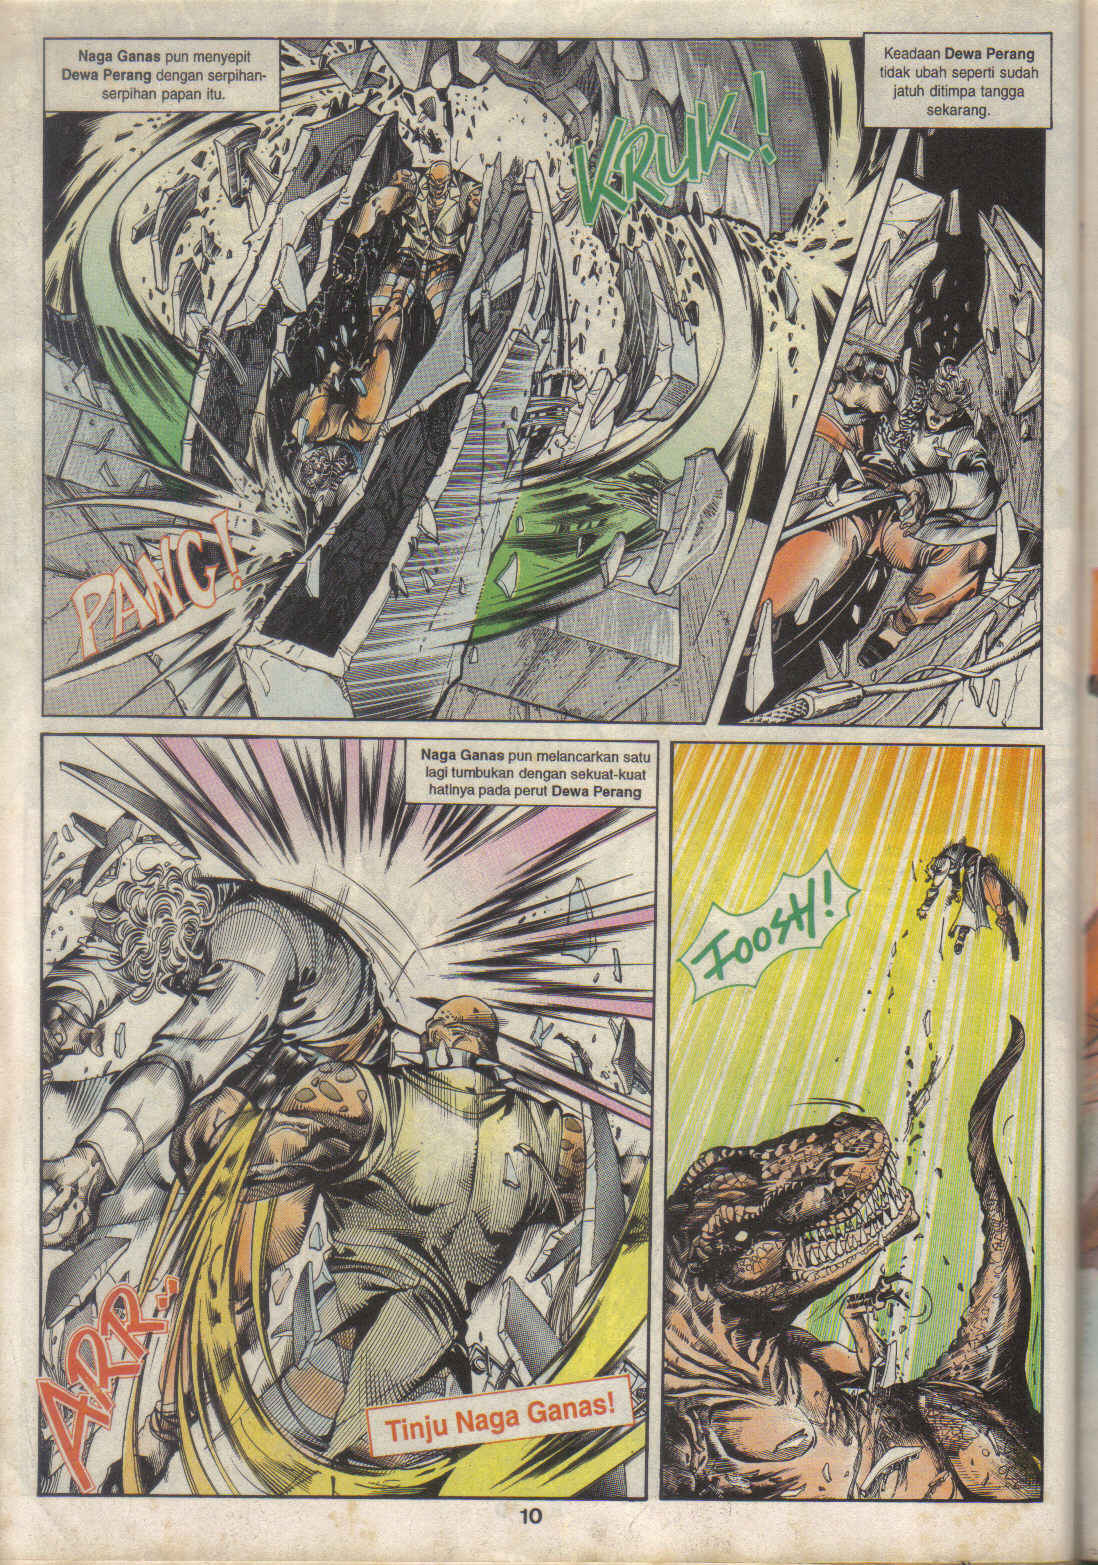 Naga Ganas pun menyepit
Dewa Perang dengan serpihan-
serpihan papan itu.
KRUK!
Keadaan Dewa Perang
tidak ubah seperti sudah
jatuh ditimpa tangga
sekarang.
PANG!
Naga Ganas pun melancarkan satu
lagi tumbukan dengan sekuat-kuat
hatinya pada perut Dewa Perang
ARR...
Tinju Naga Ganas!
FOOSH!
10